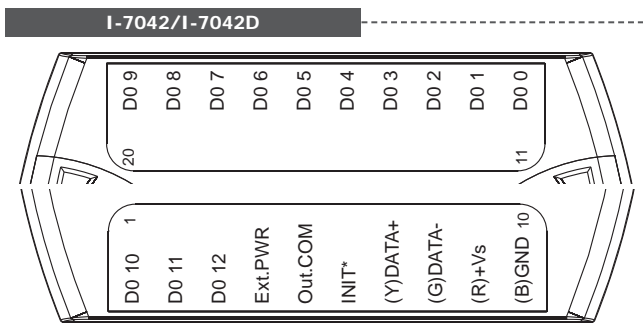 I-7042/I-7042D
D0 9
D0 8
D0 7
D0 6
D0 5
D0 4
D0 3
D0 2
D0 1
D0 0
20
11
1
10
D0 10
D0 11
D0 12
Ext.PWR
Out.COM
INIT*
(Y)DATA+
(G)DATA-
(R)+Vs
(B)GND